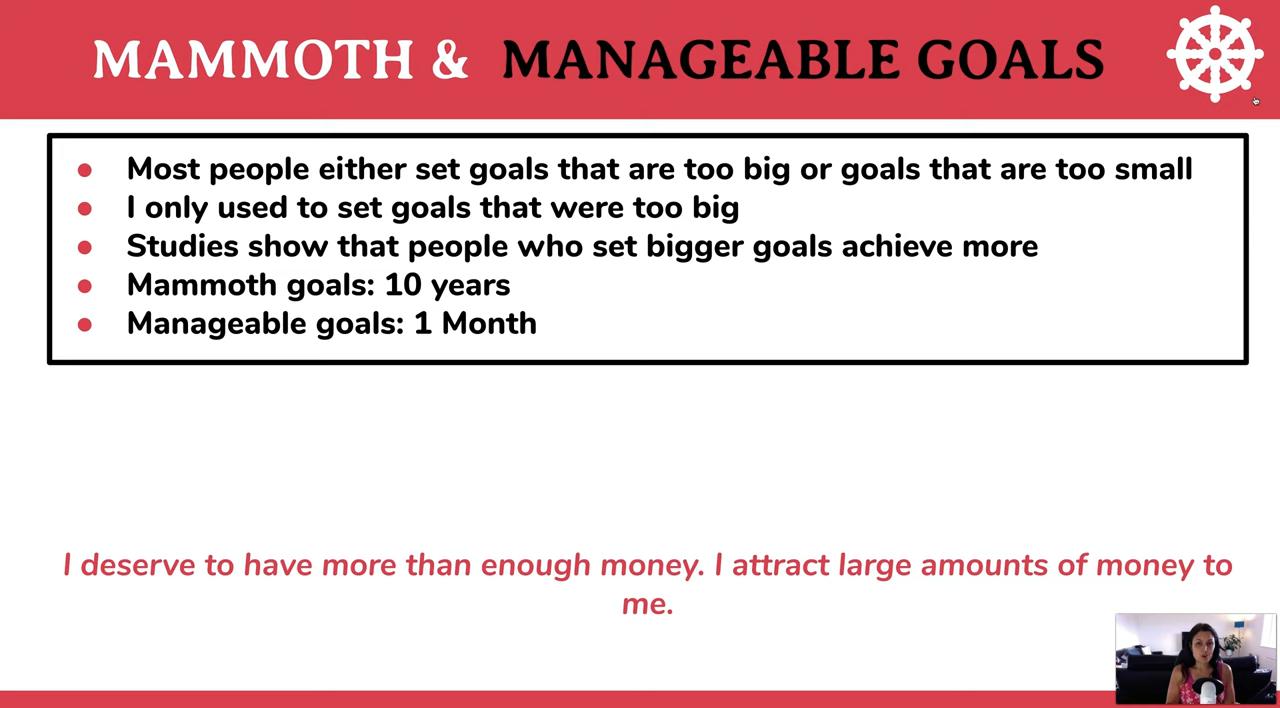 MAMMOTH & MANAGEABLE GOALS
● Most people either set goals that are too big or goals that are too small
● I only used to set goals that were too big
● Studies show that people who set bigger goals achieve more
● Mammoth goals: 10 years
● Manageable goals: 1 Month
I deserve to have more than enough money. I attract large amounts of money to
me.